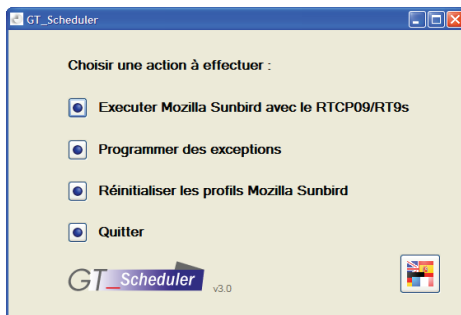 GT_Scheduler
Choisir une action à effectuer :
Executer Mozilla Sunbird avec le RTCP09/RT9s
Programmer des exceptions
Réinitialiser les profils Mozilla Sunbird
Quitter
GT_Scheduler
v3.0